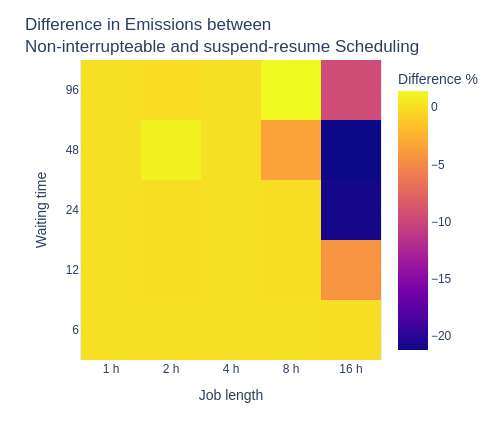 Difference in Emissions between
Non-interrupteable and suspend-resume Scheduling
Difference %
96
48
24
12
6
Waiting time
0
−5
−10
−15
−20
1 h 2 h 4 h 8 h 16 h
Job length